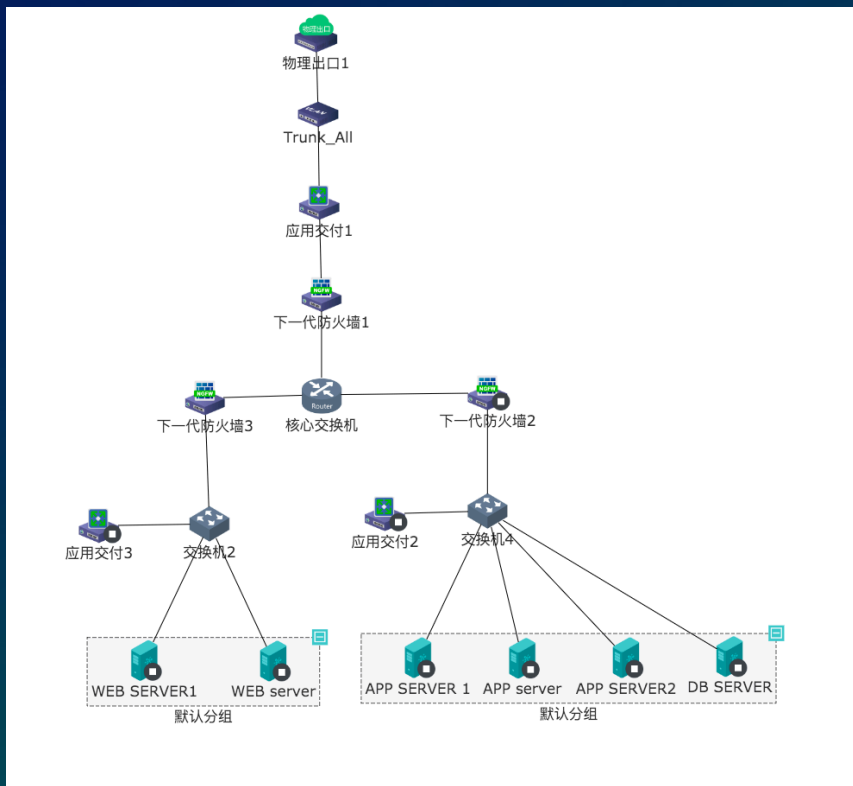 物理出口
物理出口1
Trunk_All
应用交付1
NGFW
下一代防火墙1
NGFW
下一代防火墙3
Router
核心交换机
NGFW
下一代防火墙2
应用交付3
交换机2
应用交付2
交换机4
WEB SERVER1
WEB server
默认分组
APP SERVER 1
APP server
APP SERVER2
DB SERVER
默认分组